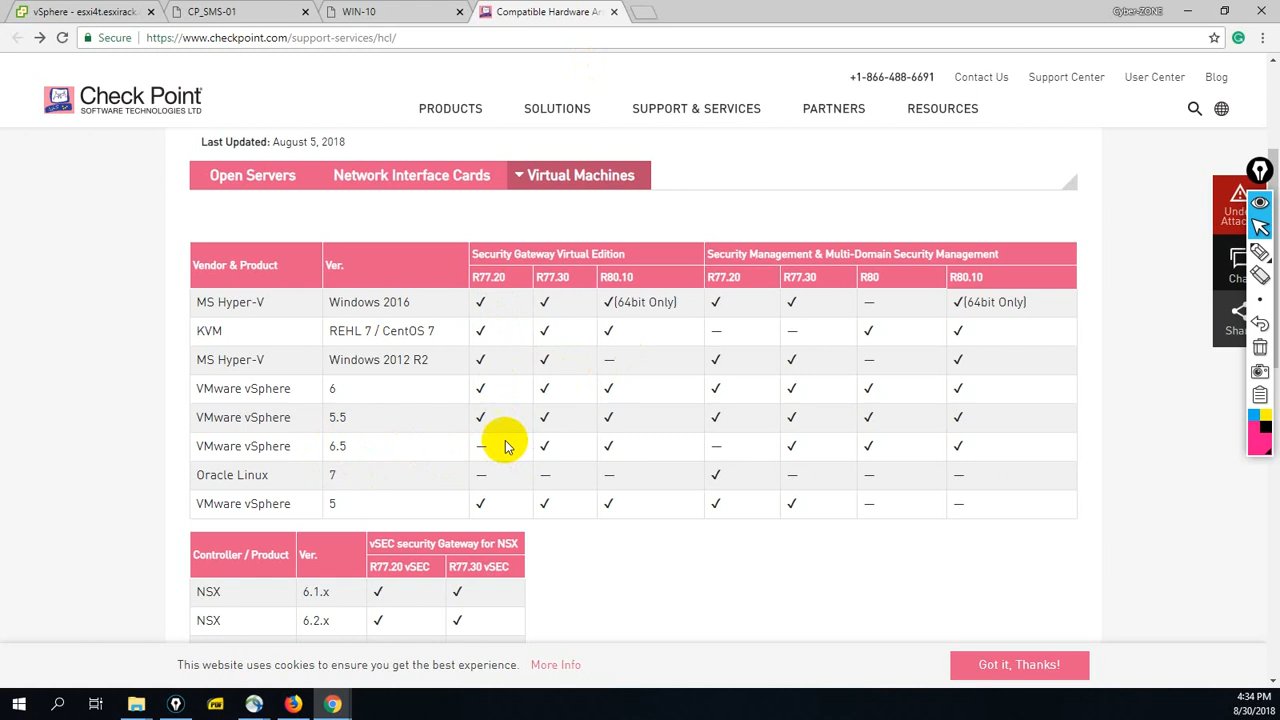 vSphere - esxi4t.esxirack.
CP_SMS-01
WIN-10
Compatible Hardware An
Cyber-ZONE
Secure
https://www.checkpoint.com/support-services/hcl/
+1-866-488-6691 Contact Us Support Center User Center Blog
Check Point
SOFTWARE TECHNOLOGIES LTD
PRODUCTS SOLUTIONS SUPPORT & SERVICES PARTNERS RESOURCES
Last Updated: August 5, 2018
Open Servers Network Interface Cards Virtual Machines
Vendor & Product Ver. Security Gateway Virtual Edition Security Management & Multi-Domain Security Management
R77.20 R77.30 R80.10 R77.20 R77.30 R80 R80.10
MS Hyper-V Windows 2016 ✓ ✓ ✓(64bit Only) ✓ ✓ — ✓(64bit Only)
KVM REHL 7 / CentOS 7 ✓ ✓ ✓ — — ✓ ✓
MS Hyper-V Windows 2012 R2 ✓ ✓ — ✓ ✓ — ✓
VMware vSphere 6 ✓ ✓ ✓ ✓ ✓ ✓ ✓
VMware vSphere 5.5 ✓ ✓ ✓ ✓ ✓ ✓ ✓
VMware vSphere 6.5 — ✓ ✓ — ✓ ✓ ✓
Oracle Linux 7 — — — ✓ — — —
VMware vSphere 5 ✓ ✓ ✓ ✓ ✓ — —
Controller / Product Ver. vSEC security Gateway for NSX
R77.20 vSEC R77.30 vSEC
NSX 6.1.x ✓ ✓
NSX 6.2.x ✓ ✓
Und
Attac
Cha
Shar
This website uses cookies to ensure you get the best experience. More Info
Got it, Thanks!
4:34 PM
8/30/2018